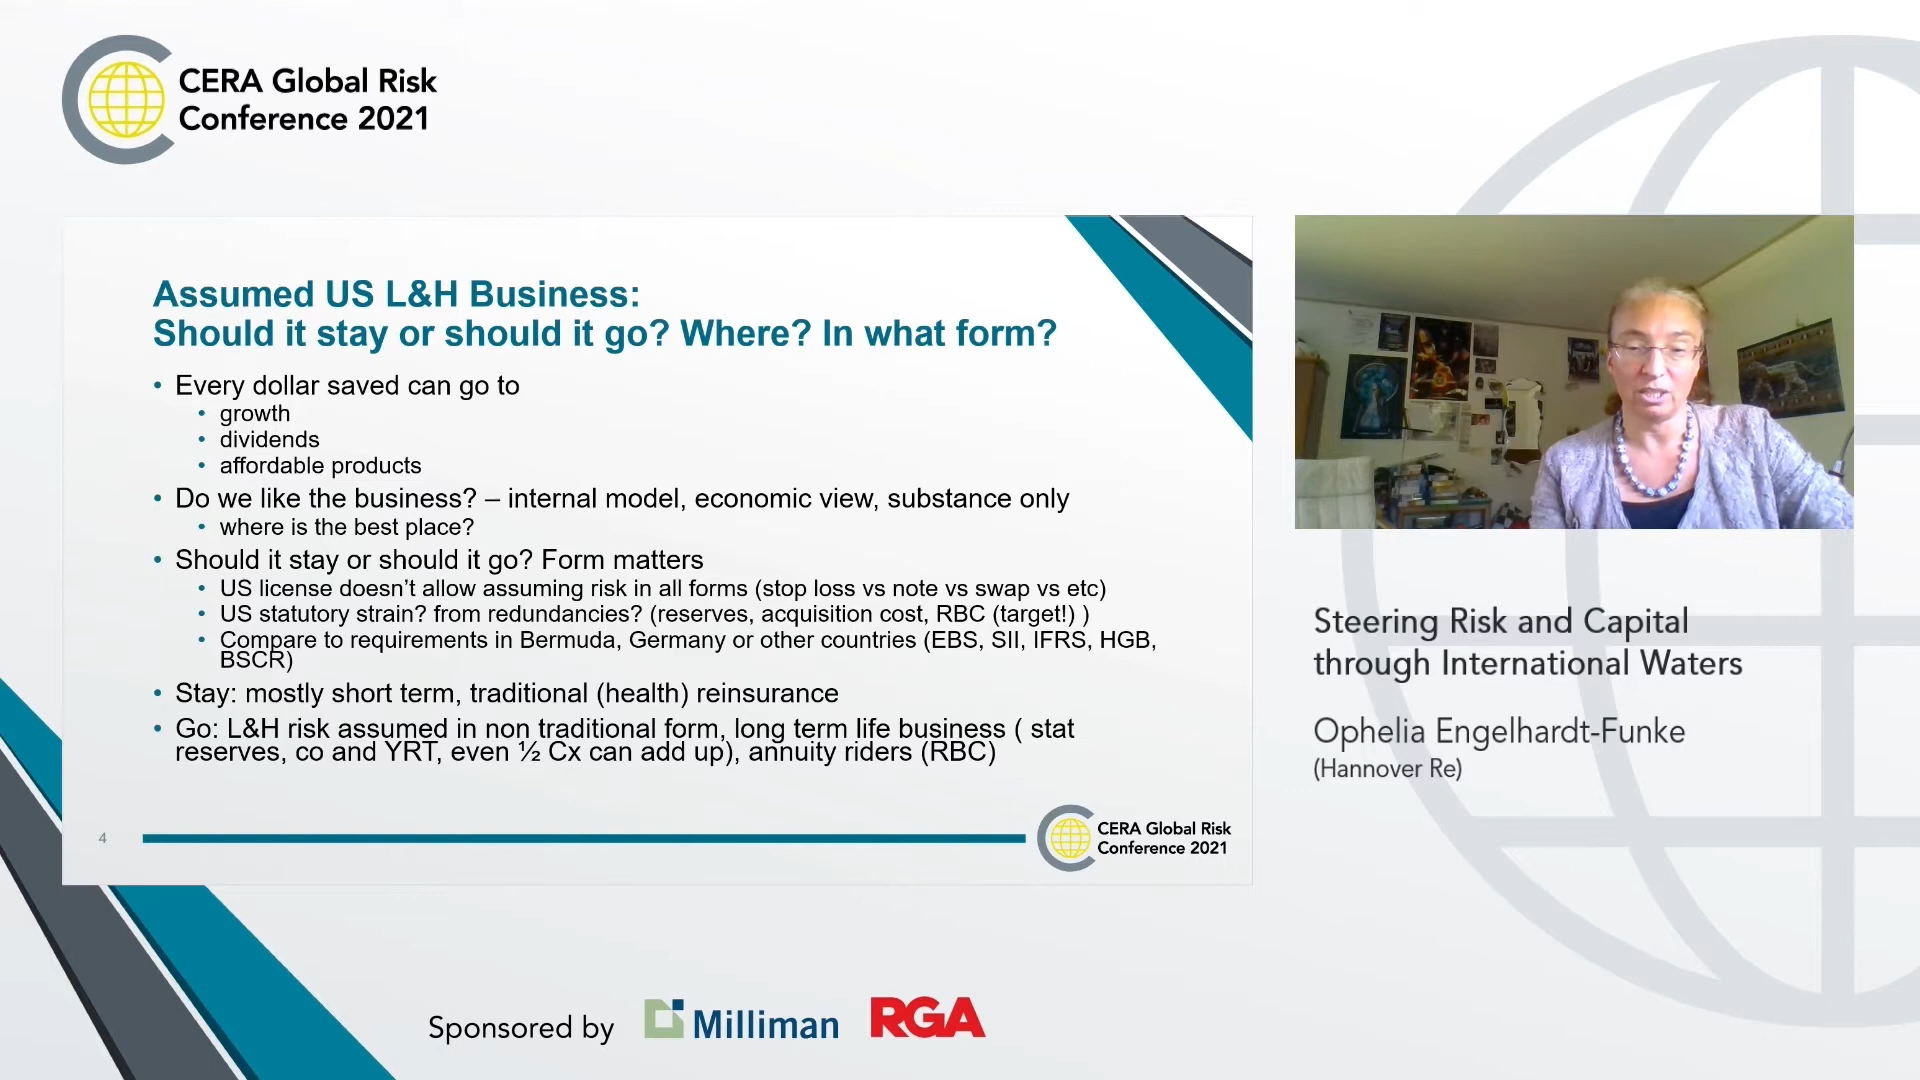 CERA Global Risk
Conference 2021
Assumed US L&H Business:
Should it stay or should it go? Where? In what form?
• Every dollar saved can go to
• growth
• dividends
• affordable products
• Do we like the business? – internal model, economic view, substance only
• where is the best place?
• Should it stay or should it go? Form matters
• US license doesn’t allow assuming risk in all forms (stop loss vs note vs swap vs etc)
• US statutory strain? from redundancies? (reserves, acquisition cost, RBC (target!) )
• Compare to requirements in Bermuda, Germany or other countries (EBS, SII, IFRS, HGB,
BSCR)
• Stay: mostly short term, traditional (health) reinsurance
• Go: L&H risk assumed in non traditional form, long term life business ( stat
reserves, co and YRT, even ½ Cx can add up), annuity riders (RBC)
4
CERA Global Risk
Conference 2021
Steering Risk and Capital
through International Waters
Ophelia Engelhardt-Funke
(Hannover Re)
Sponsored by
Milliman
RGA